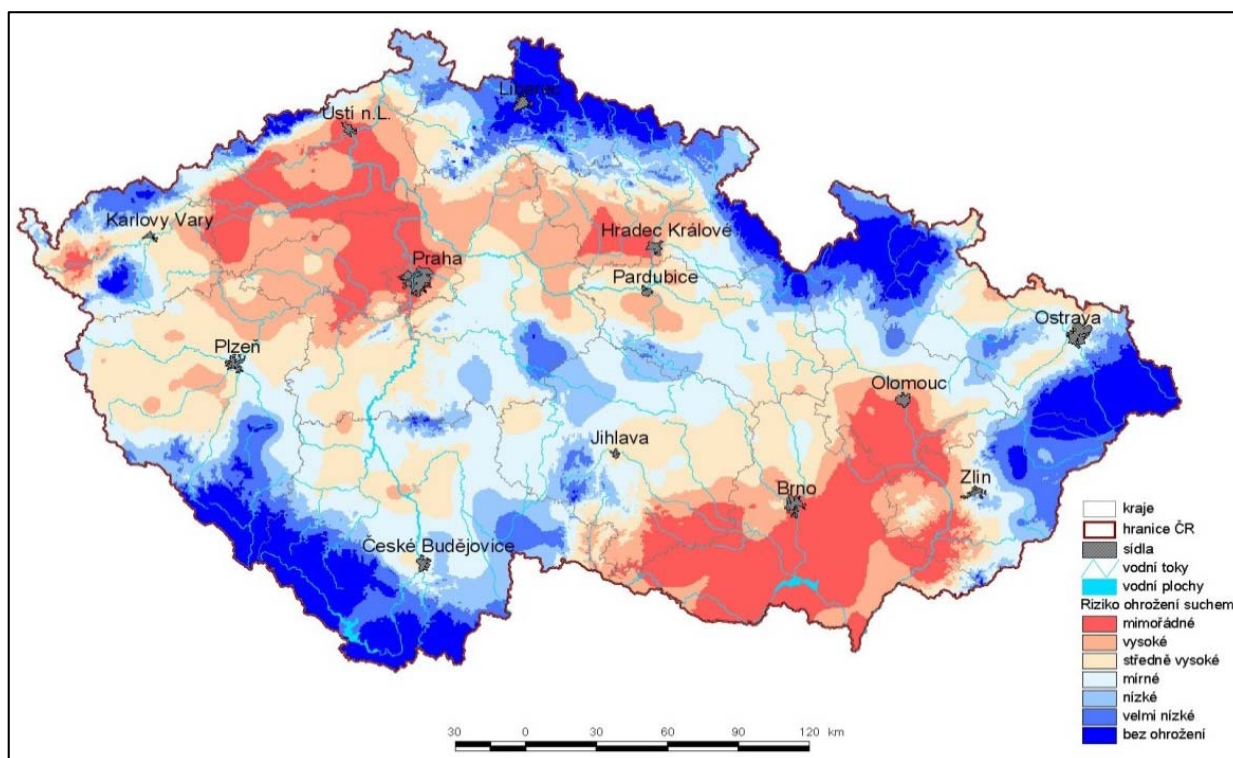 Liberec
Ústí n.L.
Karlovy Vary
Hradec Králové
Praha
Pardubice
Ostrava
Plzeň
Olomouc
Jihlava
Zlín
Brno
České Budějovice
kraje
hranice ČR
sídla
vodní toky
vodní plochy
Riziko ohrožení suchem
mimořádné
vysoké
středně vysoké
mírné
nízké
velmi nízké
bez ohrožení
30 0 30 60 90 120 km